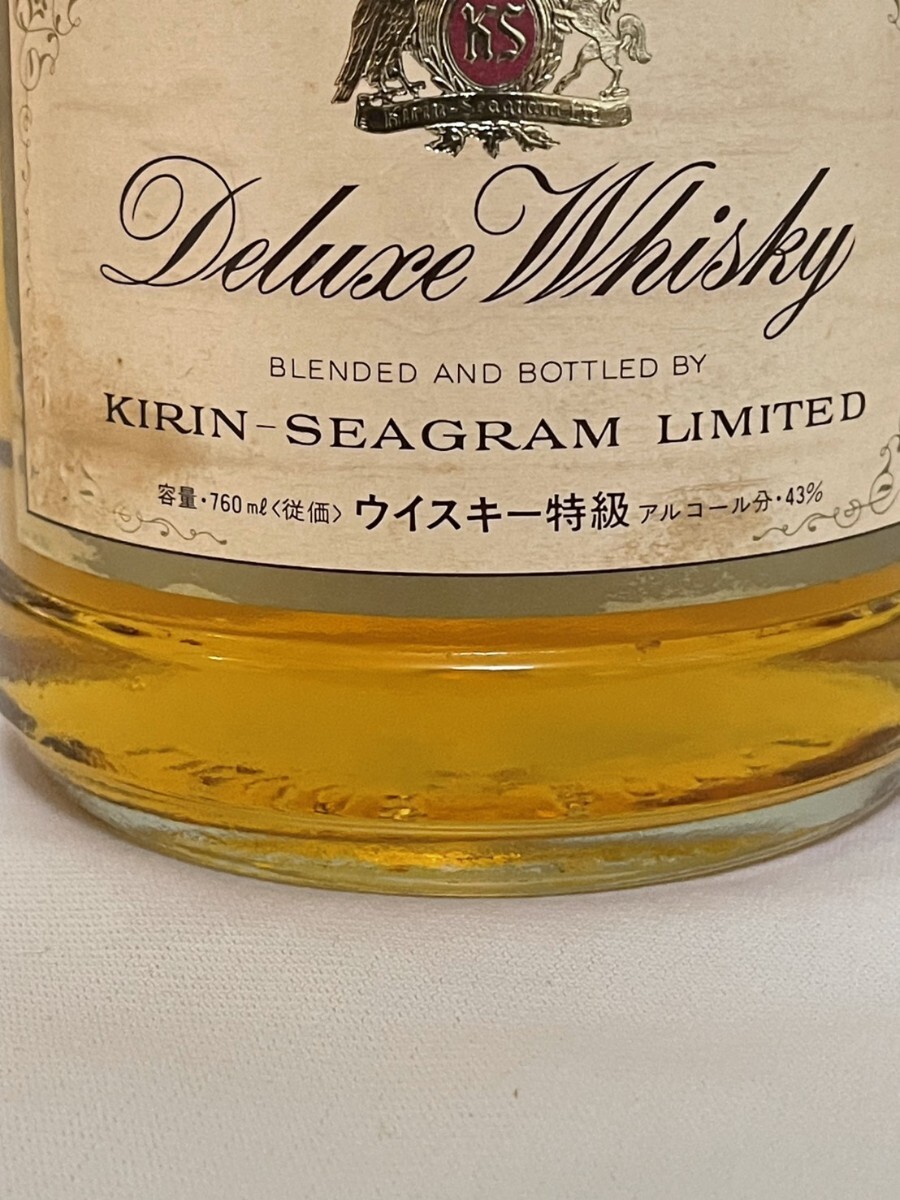 KS
Kirin-Seagram Ltd
Deluxe Whisky
BLENDED AND BOTTLED BY
KIRIN-SEAGRAM LIMITED
容量・760ml<従価> ウイスキー特級 アルコール分・43%